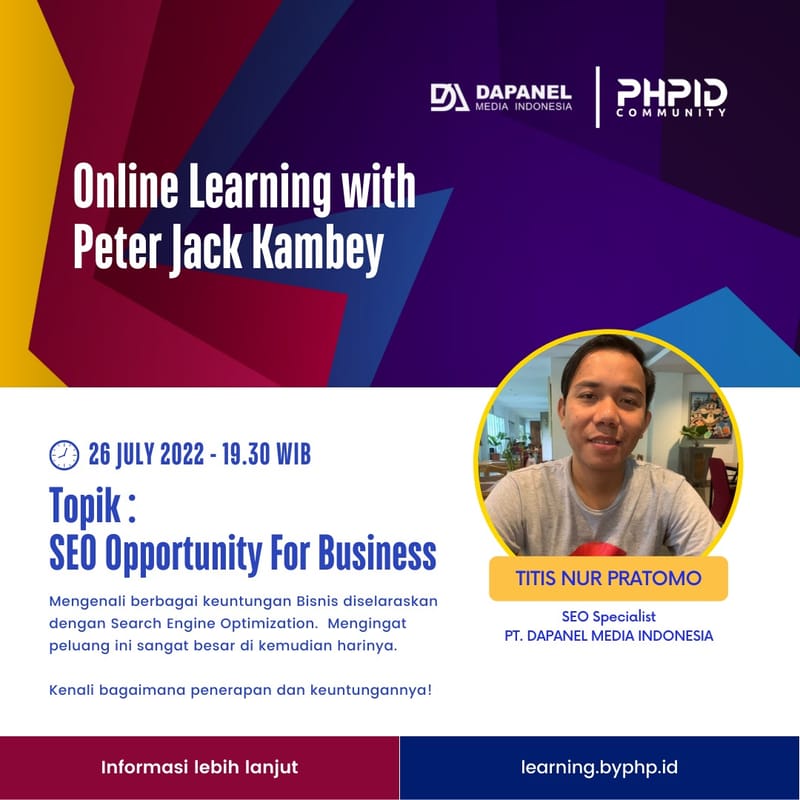 DAPANEL
MEDIA INDONESIA
PHPID
COMMUNITY
Online Learning with
Peter Jack Kambey
26 JULY 2022 - 19.30 WIB
Topik :
SEO Opportunity For Business
Mengenali berbagai keuntungan Bisnis diselaraskan
dengan Search Engine Optimization. Mengingat
peluang ini sangat besar di kemudian harinya.
Kenali bagaimana penerapan dan keuntungannya!
TITIS NUR PRATOMO
SEO Specialist
PT. DAPANEL MEDIA INDONESIA
Informasi lebih lanjut
learning.byphp.id